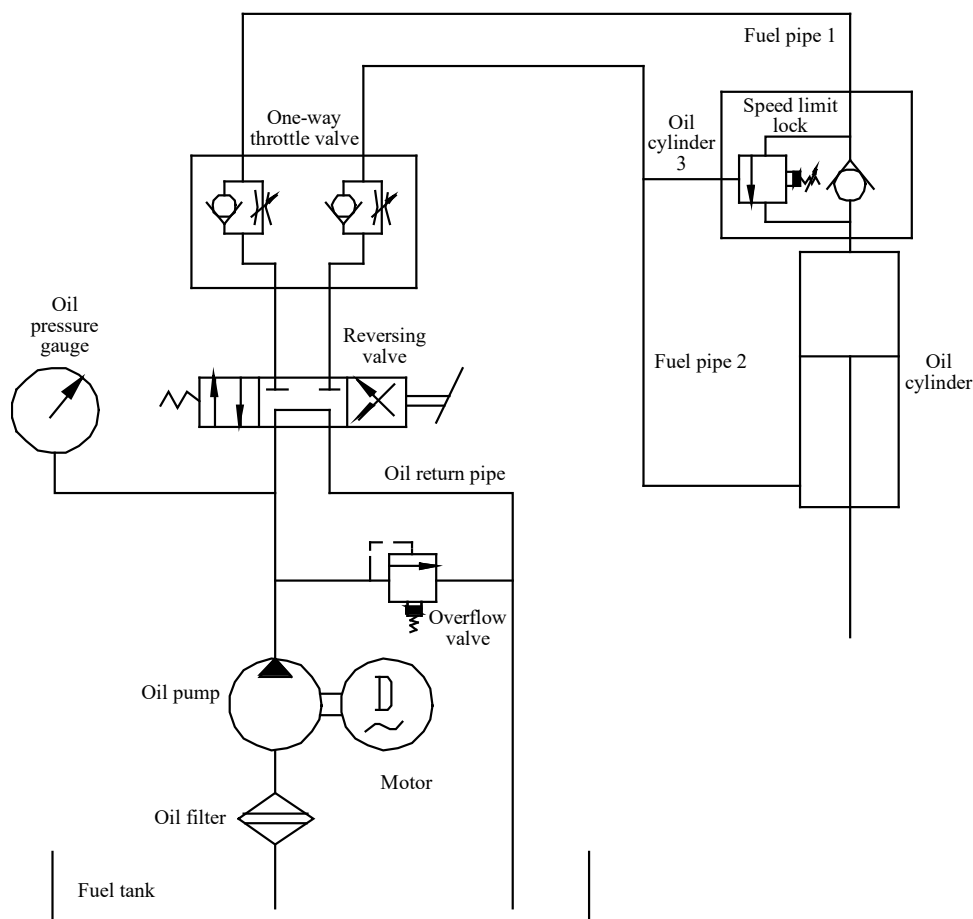 Fuel pipe 1
One-way
throttle valve
Oil
cylinder
3
Speed limit
lock
Oil
pressure
gauge
Reversing
valve
Fuel pipe 2
Oil
cylinder
Oil return pipe
Overflow
valve
Oil pump
D
Motor
Oil filter
Fuel tank